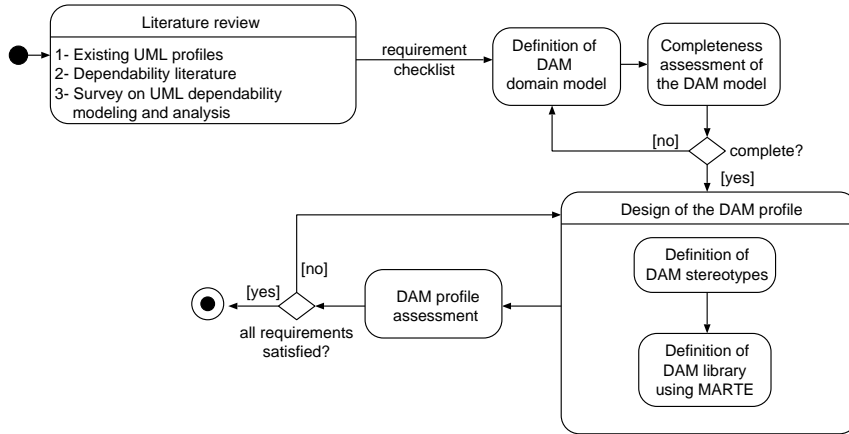 Literature review
1- Existing UML profiles
2- Dependability literature
3- Survey on UML dependability
modeling and analysis
requirement
checklist
Definition of
DAM
domain model
Completeness
assessment of
the DAM model
[no]
complete?
[yes]
Design of the DAM profile
Definition of
DAM stereotypes
Definition of
DAM library
using MARTE
DAM profile
assessment
[no]
[yes]
all requirements
satisfied?